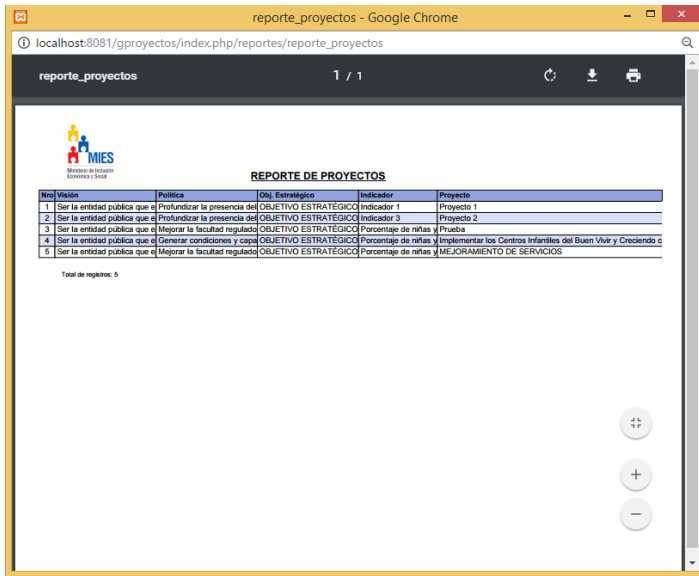 reporte_proyectos - Google Chrome
localhost:8081/gproyectos/index.php/reportes/reporte_proyectos
reporte_proyectos 1 / 1
MIES
Ministerio de Inclusión
Económica y Social
REPORTE DE PROYECTOS
Nro Visión Política Obj. Estratégico Indicador Proyecto
1 Ser la entidad pública que e Profundizar la presencia del OBJETIVO ESTRATÉGICO Indicador 1 Proyecto 1
2 Ser la entidad pública que e Profundizar la presencia del OBJETIVO ESTRATÉGICO Indicador 3 Proyecto 2
3 Ser la entidad pública que e Mejorar la facultad regulado OBJETIVO ESTRATÉGICO Porcentaje de niñas y Prueba
4 Ser la entidad pública que e Generar condiciones y capa OBJETIVO ESTRATÉGICO Porcentaje de niñas y Implementar los Centros Infantiles del Buen Vivir y Creciendo c
5 Ser la entidad pública que e Mejorar la facultad regulado OBJETIVO ESTRATÉGICO Porcentaje de niñas y MEJORAMIENTO DE SERVICIOS
Total de registros: 5